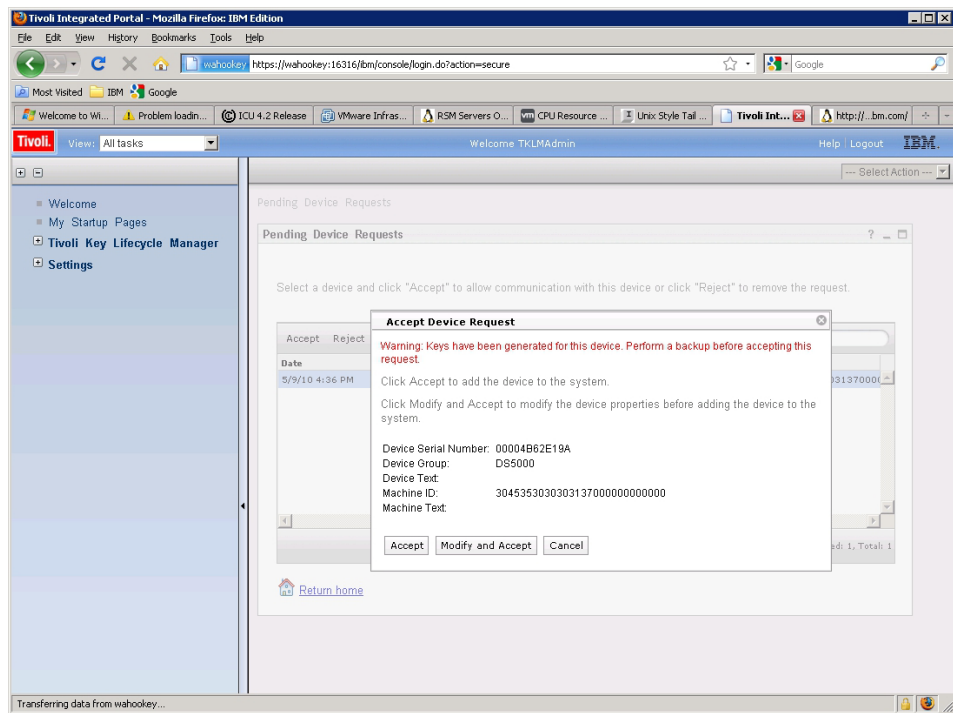 Tivoli Integrated Portal - Mozilla Firefox: IBM Edition
File Edit View History Bookmarks Tools Help
wahookey https://wahookey:16316/ibm/console/login.do?action=secure
Google
Most Visited IBM Google
Welcome to Wi... Problem loadin... ICU 4.2 Release VMware Infras... RSM Servers O... CPU Resource ... Unix Style Tail ... Tivoli Int... http://...bm.com/
Tivoli. View: All tasks Welcome TKLMAdmin Help Logout IBM.
--- Select Action ---
Welcome
My Startup Pages
Tivoli Key Lifecycle Manager
Settings
Pending Device Requests
Pending Device Requests
Select a device and click "Accept" to allow communication with this device or click "Reject" to remove the request.
Accept Reject
Date
5/9/10 4:36 PM
Accept Device Request
Warning: Keys have been generated for this device. Perform a backup before accepting this
request.
Click Accept to add the device to the system.
Click Modify and Accept to modify the device properties before adding the device to the
system.
Device Serial Number: 00004B62E19A
Device Group: DS5000
Device Text:
Machine ID: 3045353030303137000000000000
Machine Text:
Accept Modify and Accept Cancel
Total: 1
Return home
Transferring data from wahookey...